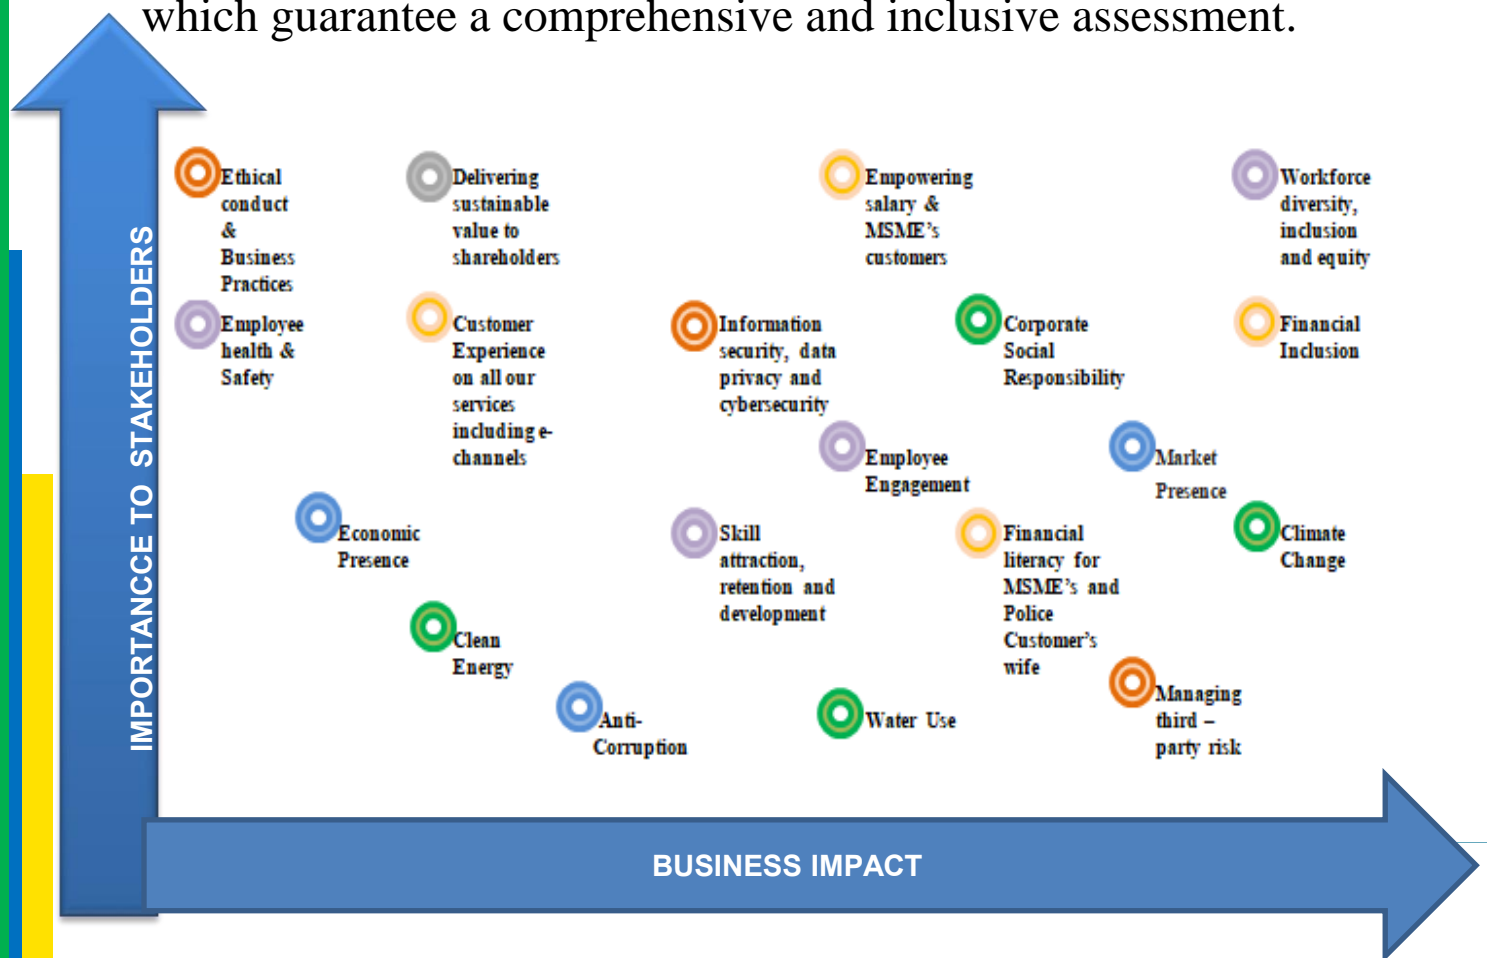 which guarantee a comprehensive and inclusive assessment.
IMPORTANCCE TO STAKEHOLDERS
Ethical
conduct
&
Business
Practices
Delivering
sustainable
value to
shareholders
Empowering
salary &
MSME's
customers
Workforce
diversity,
inclusion
and equity
Employee
health &
Safety
Customer
Experience
on all our
services
including e-
channels
Information
security, data
privacy and
cybersecurity
Corporate
Social
Responsibility
Financial
Inclusion
Employee
Engagement
Market
Presence
Economic
Presence
Skill
attraction,
retention and
development
Financial
literacy for
MSME's and
Police
Customer's
wife
Climate
Change
Clean
Energy
Anti-
Corruption
Water Use
Managing
third –
party risk
BUSINESS IMPACT